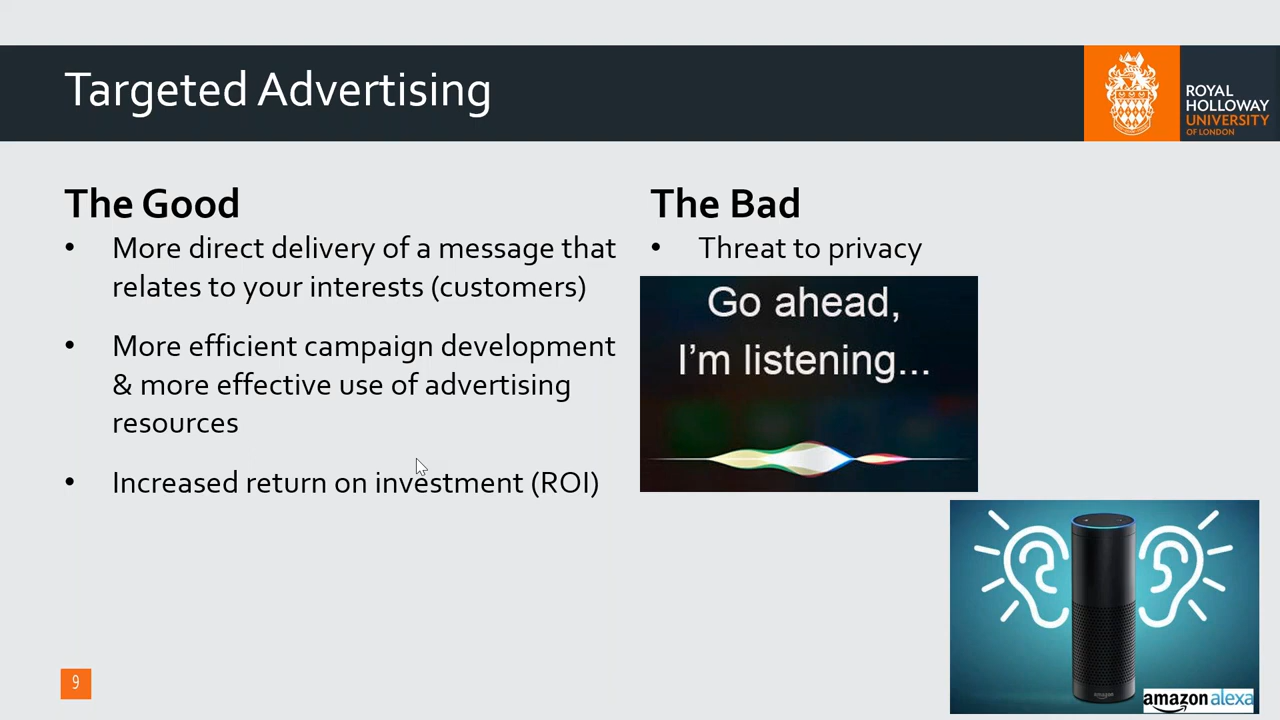 Targeted Advertising
ROYAL
HOLLOWAY
UNIVERSITY
OF LONDON
The Good
• More direct delivery of a message that
relates to your interests (customers)
• More efficient campaign development
& more effective use of advertising
resources
• Increased return on investment (ROI)
The Bad
• Threat to privacy
Go ahead,
I'm listening...
amazon
amazon alexa
9